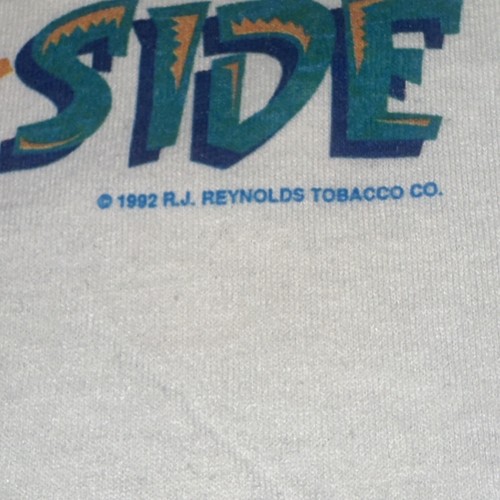 SIDE
© 1992 R.J. REYNOLDS TOBACCO CO.